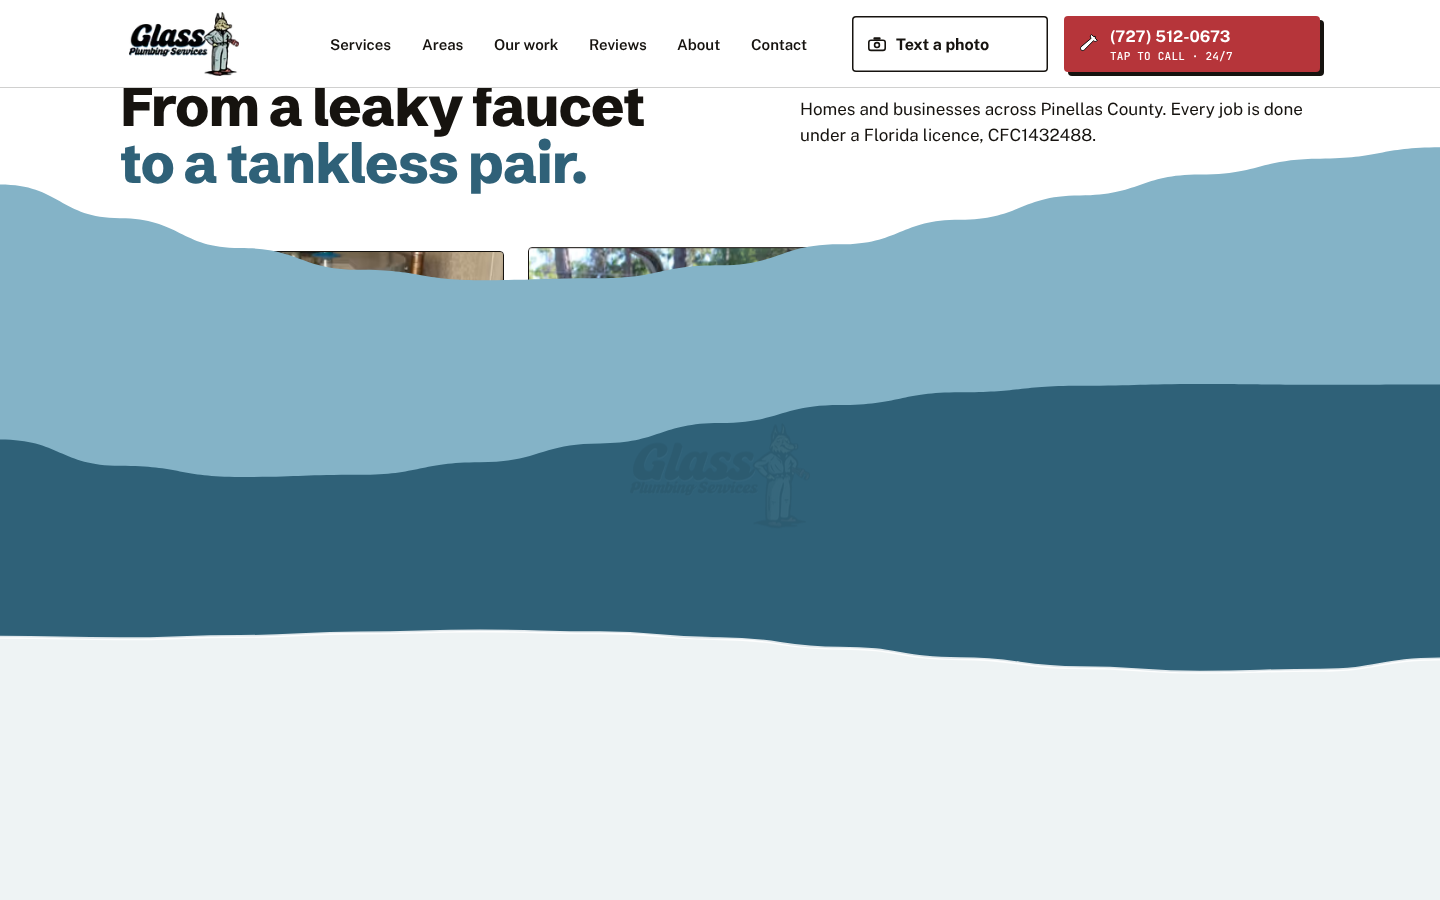 Glass
Plumbing Services
Services
Areas
Our work
Reviews
About
Contact
Text a photo
(727) 512-0673
TAP TO CALL · 24/7
From a leaky faucet
to a tankless pair.
Homes and businesses across Pinellas County. Every job is done
under a Florida licence, CFC1432488.
Glass
Plumbing Services